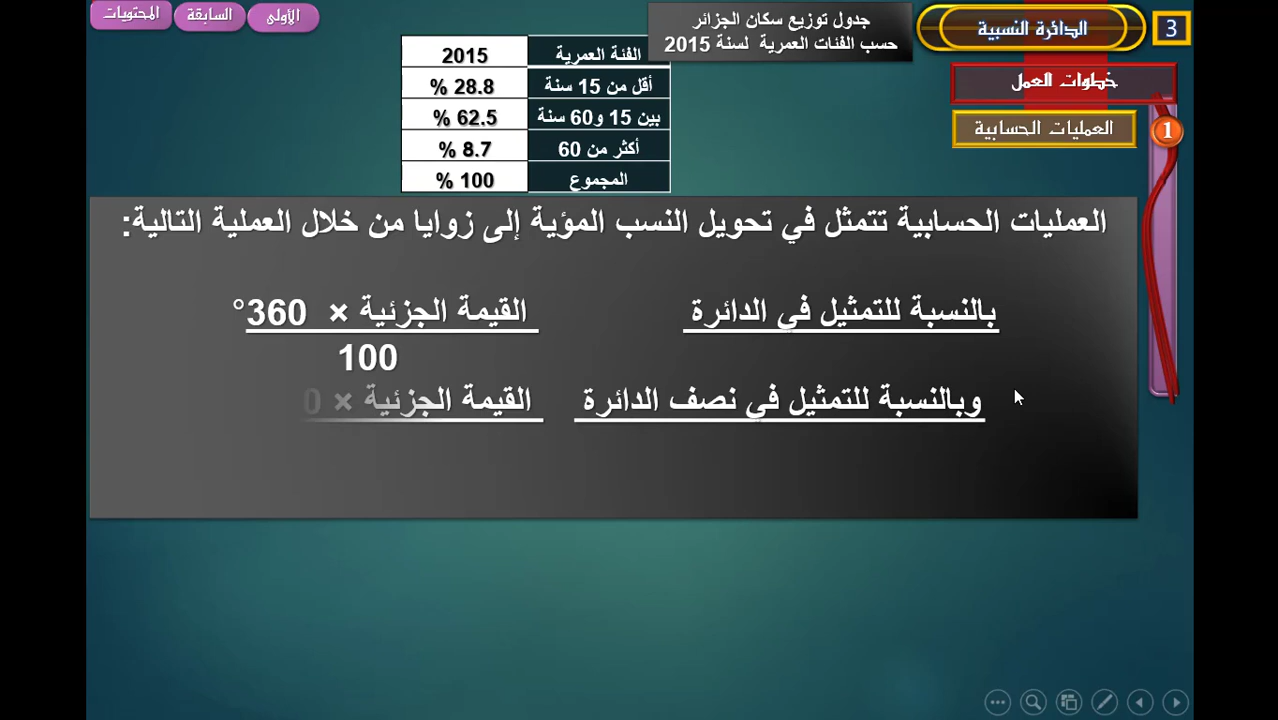 3
الدائرة النسبية
جدول توزيع سكان الجزائر
حسب الفئات العمرية لسنة 2015
الأولى
السابقة
المحتويات
خطوات العمل
1
العمليات الحسابية
الفئة العمرية 2015
أقل من 15 سنة 28.8 %
بين 15 و60 سنة 62.5 %
أكثر من 60 8.7 %
المجموع 100 %
العمليات الحسابية تتمثل في تحويل النسب المؤية إلى زوايا من خلال العملية التالية:
بالنسبة للتمثيل في الدائرة القيمة الجزئية × 360°
100
وبالنسبة للتمثيل في نصف الدائرة القيمة الجزئية × 0